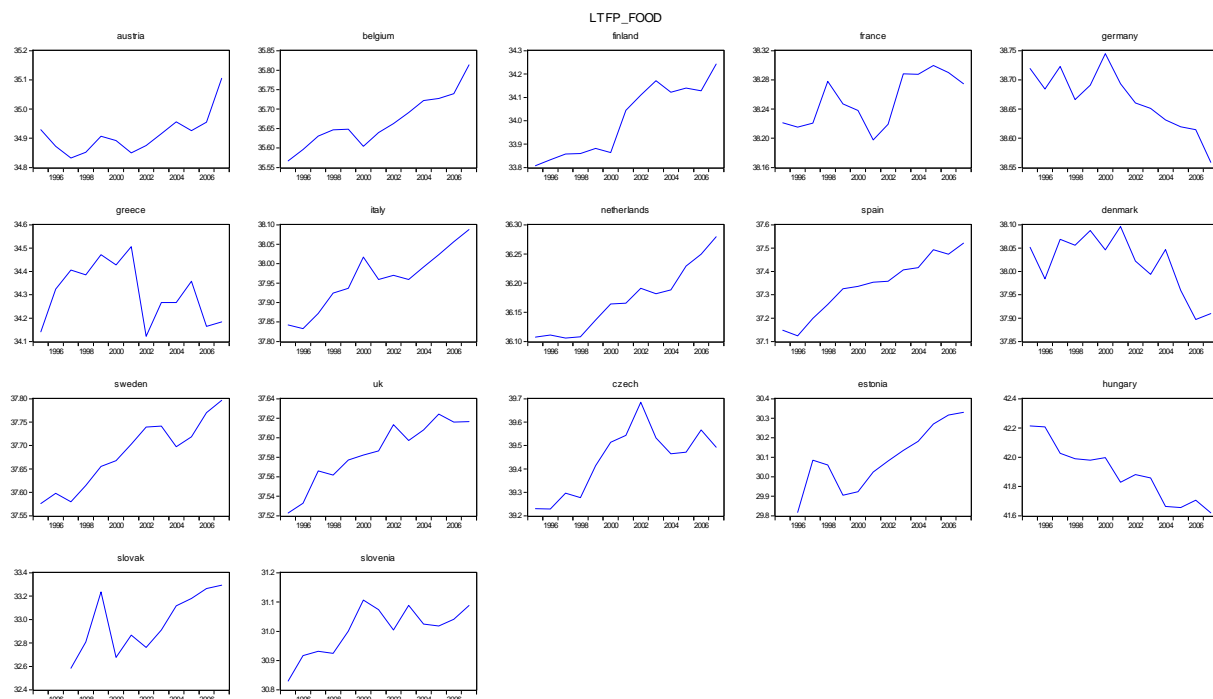 LTFP_FOOD
austria
35.2
35.1
35.0
34.9
34.8
1996 1998 2000 2002 2004 2006
belgium
35.85
35.80
35.75
35.70
35.65
35.60
35.55
1996 1998 2000 2002 2004 2006
finland
34.3
34.2
34.1
34.0
33.9
33.8
1996 1998 2000 2002 2004 2006
france
38.32
38.28
38.24
38.20
38.16
1996 1998 2000 2002 2004 2006
germany
38.75
38.70
38.65
38.60
38.55
1996 1998 2000 2002 2004 2006
greece
34.6
34.5
34.4
34.3
34.2
34.1
1996 1998 2000 2002 2004 2006
italy
38.10
38.05
38.00
37.95
37.90
37.85
37.80
1996 1998 2000 2002 2004 2006
netherlands
36.30
36.25
36.20
36.15
36.10
1996 1998 2000 2002 2004 2006
spain
37.6
37.5
37.4
37.3
37.2
37.1
1996 1998 2000 2002 2004 2006
denmark
38.10
38.05
38.00
37.95
37.90
37.85
1996 1998 2000 2002 2004 2006
sweden
37.80
37.75
37.70
37.65
37.60
37.55
1996 1998 2000 2002 2004 2006
uk
37.64
37.62
37.60
37.58
37.56
37.54
37.52
1996 1998 2000 2002 2004 2006
czech
39.7
39.6
39.5
39.4
39.3
39.2
1996 1998 2000 2002 2004 2006
estonia
30.4
30.3
30.2
30.1
30.0
29.9
29.8
1996 1998 2000 2002 2004 2006
hungary
42.4
42.2
42.0
41.8
41.6
1996 1998 2000 2002 2004 2006
slovak
33.4
33.2
33.0
32.8
32.6
32.4
1996 1998 2000 2002 2004 2006
slovenia
31.2
31.1
31.0
30.9
30.8
1996 1998 2000 2002 2004 2006